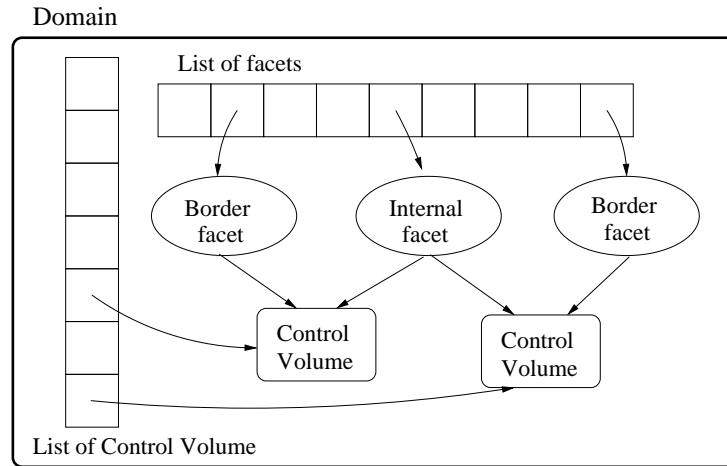 Domain
List of facets
Border
facet
Internal
facet
Border
facet
Control
Volume
Control
Volume
List of Control Volume